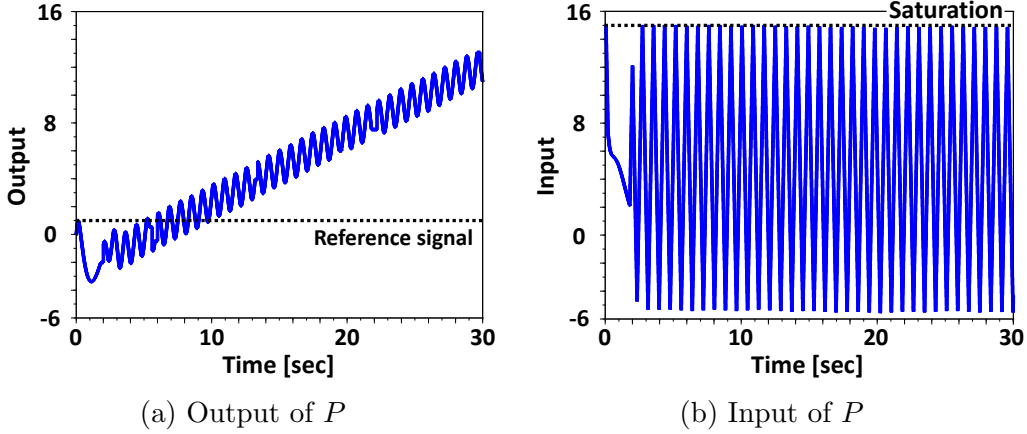 16
8
0
-6
Output
Reference signal
0
10
20
30
Time [sec]
(a) Output of P
Saturation
16
8
0
-6
Input
0
10
20
30
Time [sec]
(b) Input of P